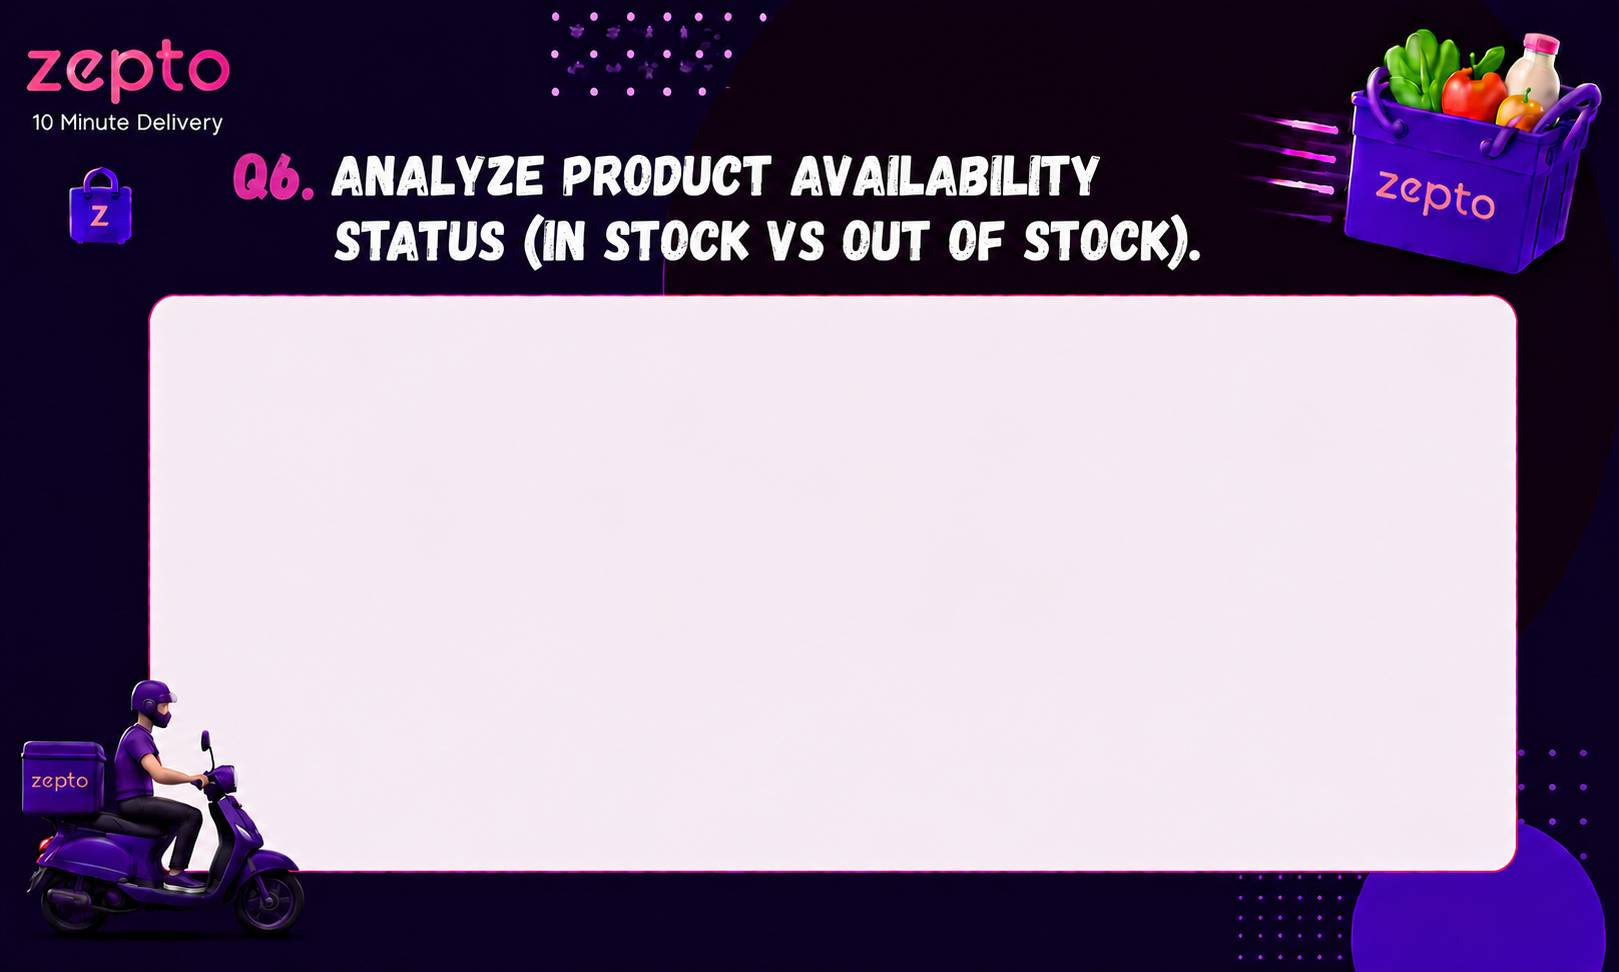 zepto
10 Minute Delivery
Z
Q6. ANALYZE PRODUCT AVAILABILITY
STATUS (IN STOCK VS OUT OF STOCK).
zepto
zepto